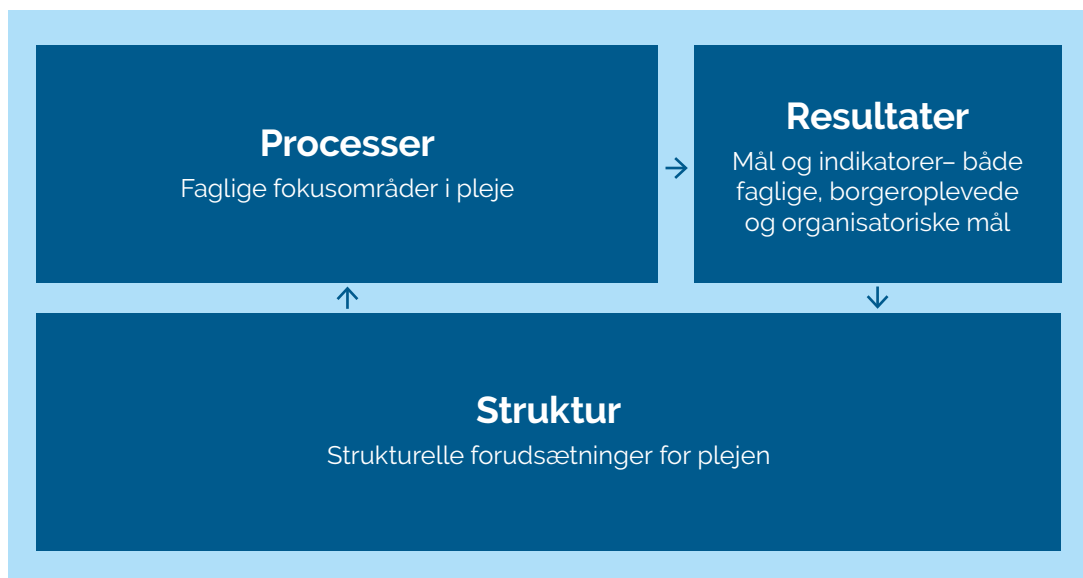 Processer
Faglige fokusområder i pleje
Resultater
Mål og indikatorer– både
faglige, borgeroplevede
og organisatoriske mål
Struktur
Strukturelle forudsætninger for plejen